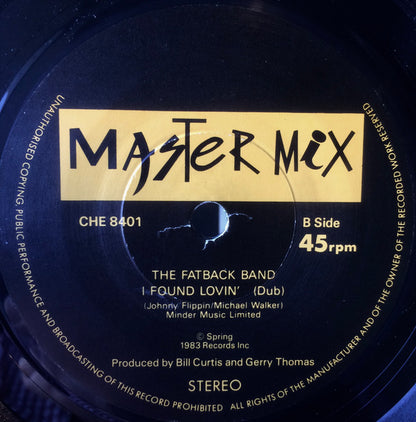 MASTER MiX
CHE 8401
B Side
45rpm
THE FATBACK BAND
I FOUND LOVIN' (Dub)
(Johnny Flippin/Michael Walker)
Minder Music Limited
© Spring
1983 Records Inc
Produced by Bill Curtis and Gerry Thomas
STEREO
UNAUTHORISED COPYING, PUBLIC PERFORMANCE AND BROADCASTING OF THIS RECORD PROHIBITED ALL RIGHTS OF THE MANUFACTURER AND OF THE OWNER OF THE RECORDED WORK RESERVED